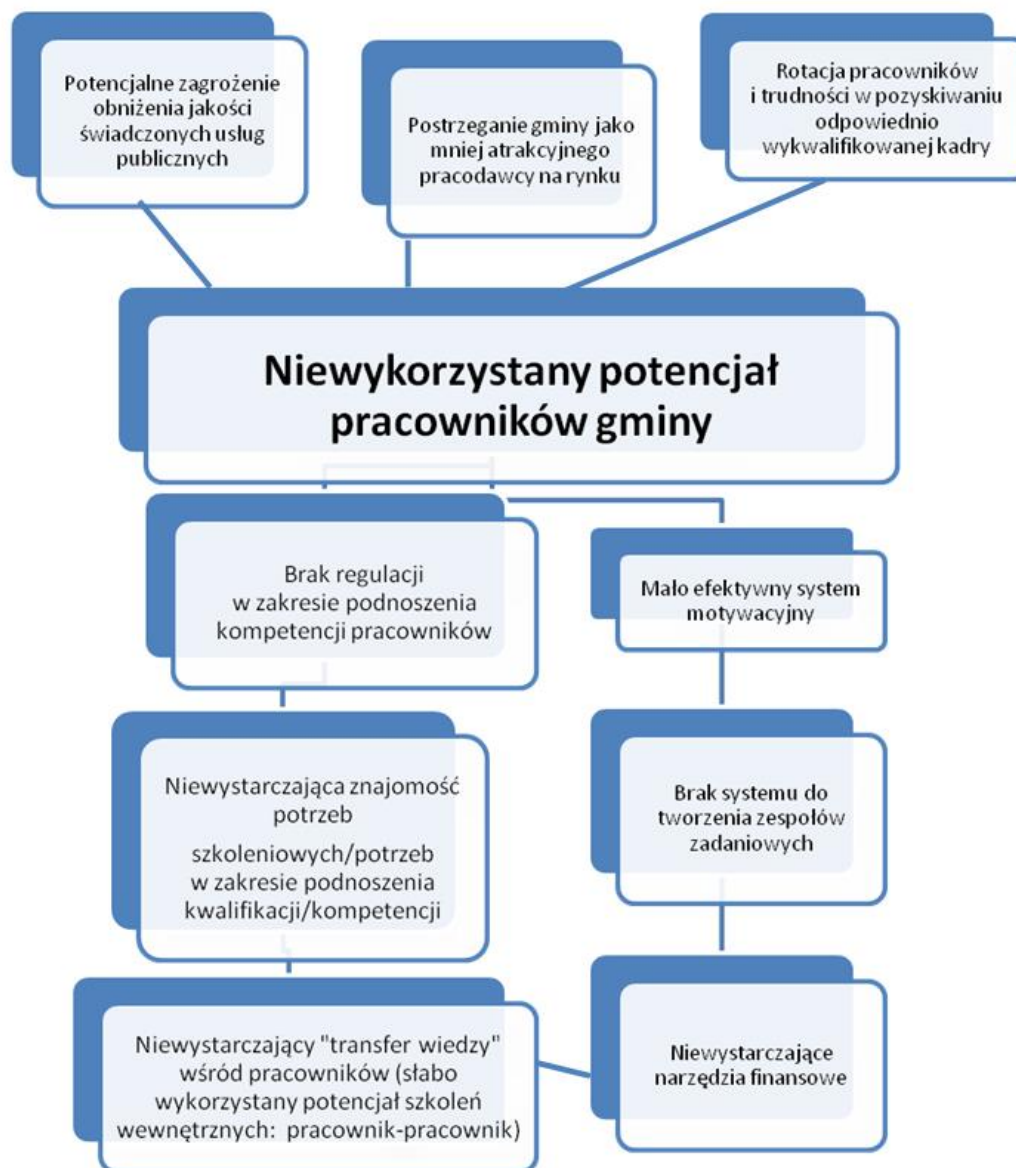 Potencjalne zagrożenie
obniżenia jakości
świadczonych usług
publicznych
Postrzeganie gminy jako
mniej atrakcyjnego
pracodawcy na rynku
Rotacja pracowników
i trudności w pozyskiwaniu
odpowiednio
wykwalifikowanej kadry
Niewykorzystany potencjał
pracowników gminy
Brak regulacji
w zakresie podnoszenia
kompetencji pracowników
Mało efektywny system
motywacyjny
Niewystarczająca znajomość
potrzeb
szkoleniowych/potrzeb
w zakresie podnoszenia
kwalifikacji/kompetencji
Brak systemu do
tworzenia zespołów
zadaniowych
Niewystarczający "transfer wiedzy"
wśród pracowników (słabo
wykorzystany potencjał szkoleń
wewnętrznych: pracownik-pracownik)
Niewystarczające
narzędzia finansowe